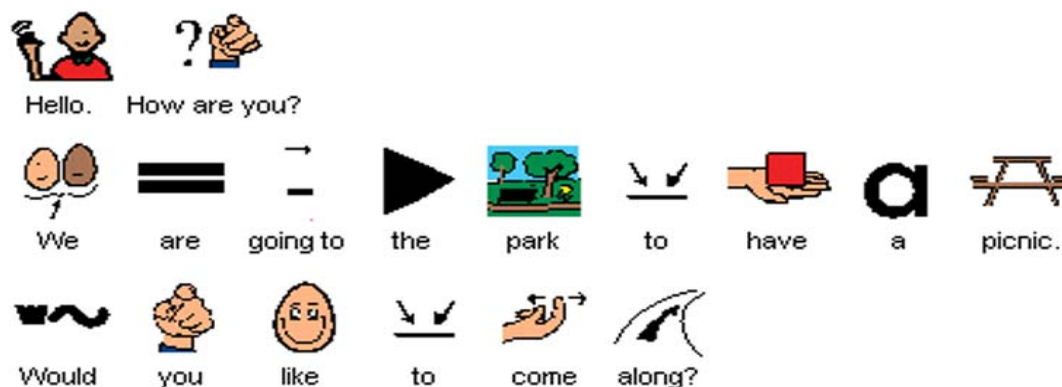 Hello. How are you?
We are going to the park to have a picnic.
Would you like to come along?